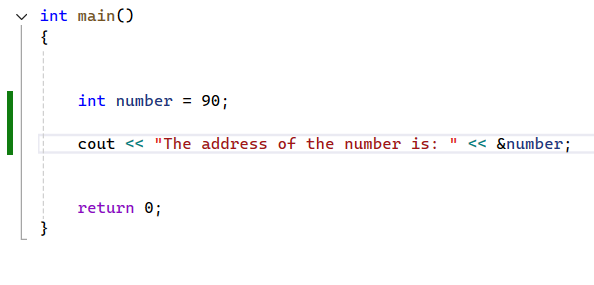 int main()
{
int number = 90;
cout << "The address of the number is: " << &number;
return 0;
}